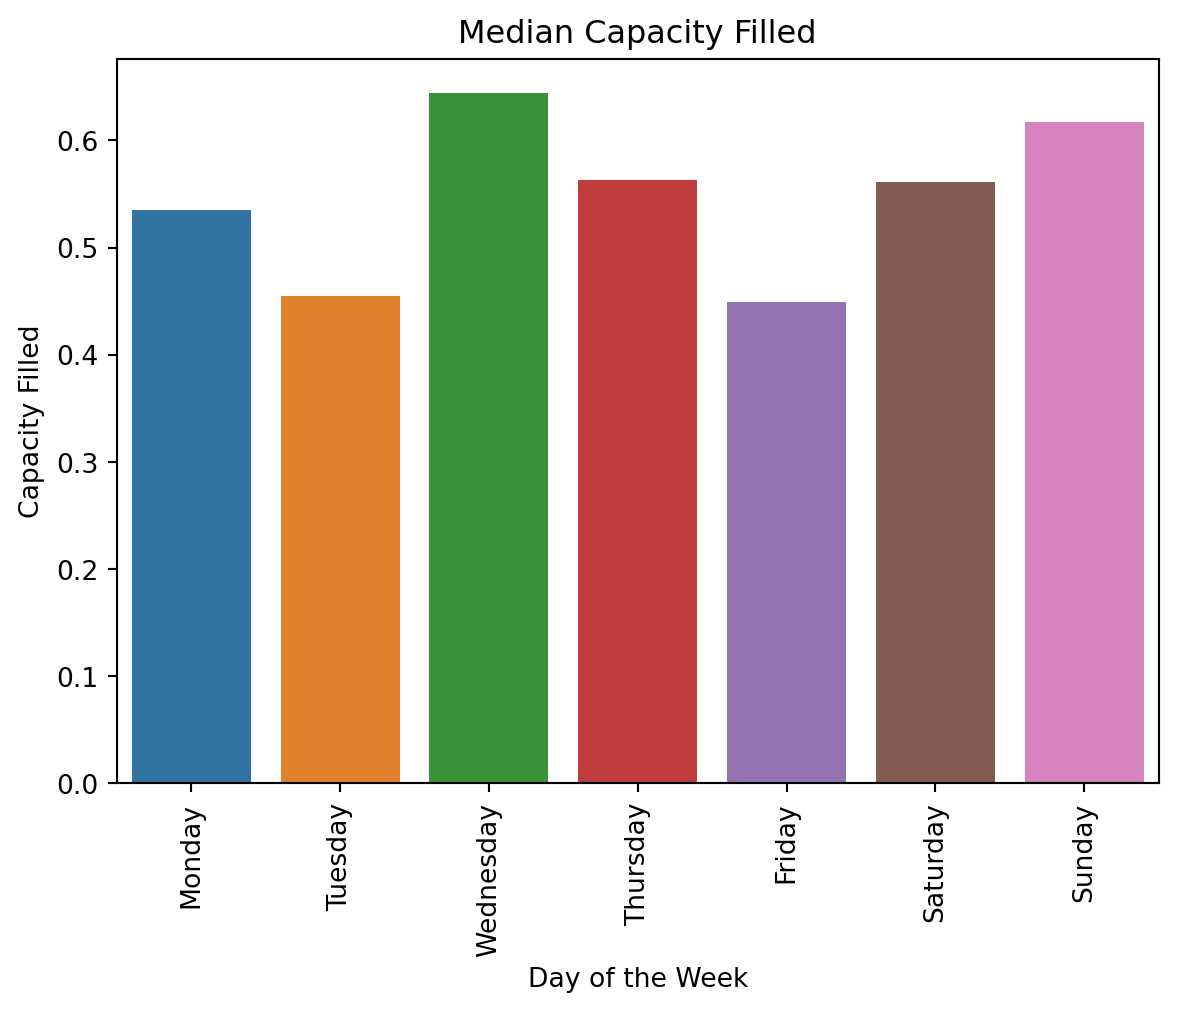 Median Capacity Filled
Capacity Filled
0.6
0.5
0.4
0.3
0.2
0.1
0.0
Monday
Tuesday
Wednesday
Thursday
Friday
Saturday
Sunday
Day of the Week